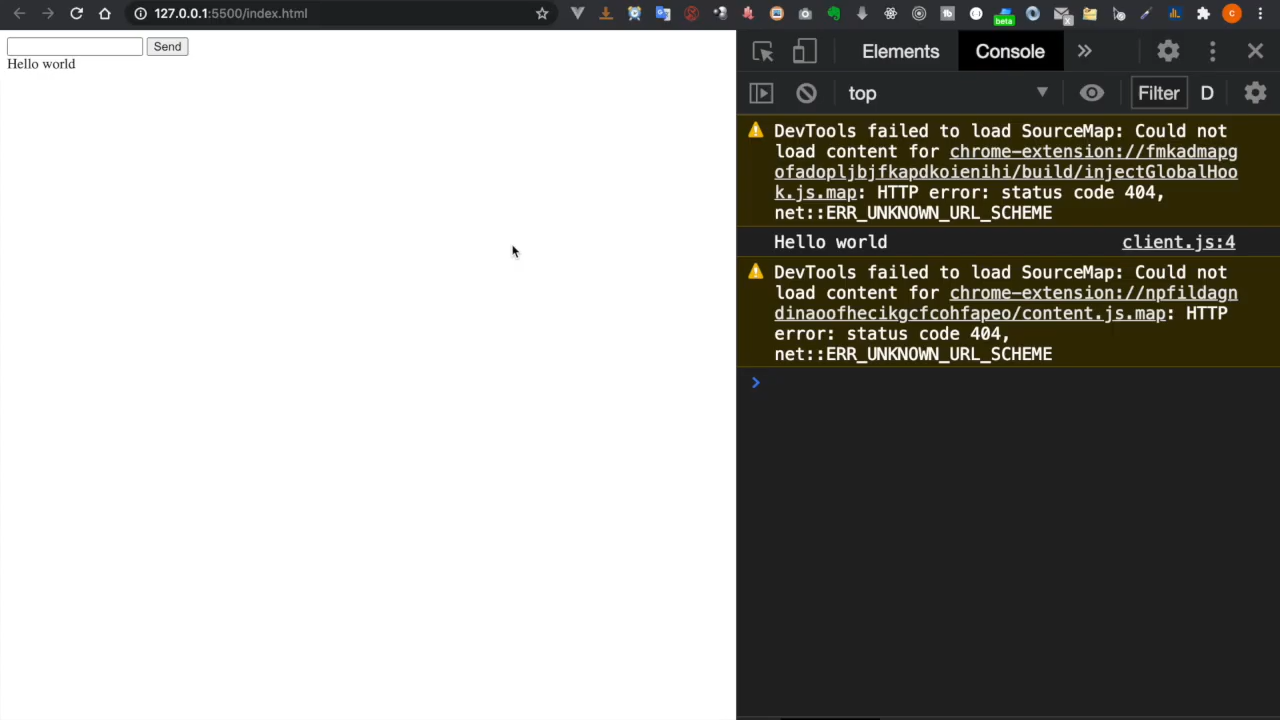 127.0.0.1:5500/index.html
tb
beta
X
C
Send
Hello world
Elements
Console
top
Filter
D
DevTools failed to load SourceMap: Could not
load content for chrome-extension://fmkadmapg
ofadopljbjfkapdkoienihi/build/injectGlobalHoo
k.js.map: HTTP error: status code 404,
net::ERR_UNKNOWN_URL_SCHEME
Hello world client.js:4
DevTools failed to load SourceMap: Could not
load content for chrome-extension://npfildagn
dinaoofhecikgcfcohfapeo/content.js.map: HTTP
error: status code 404,
net::ERR_UNKNOWN_URL_SCHEME